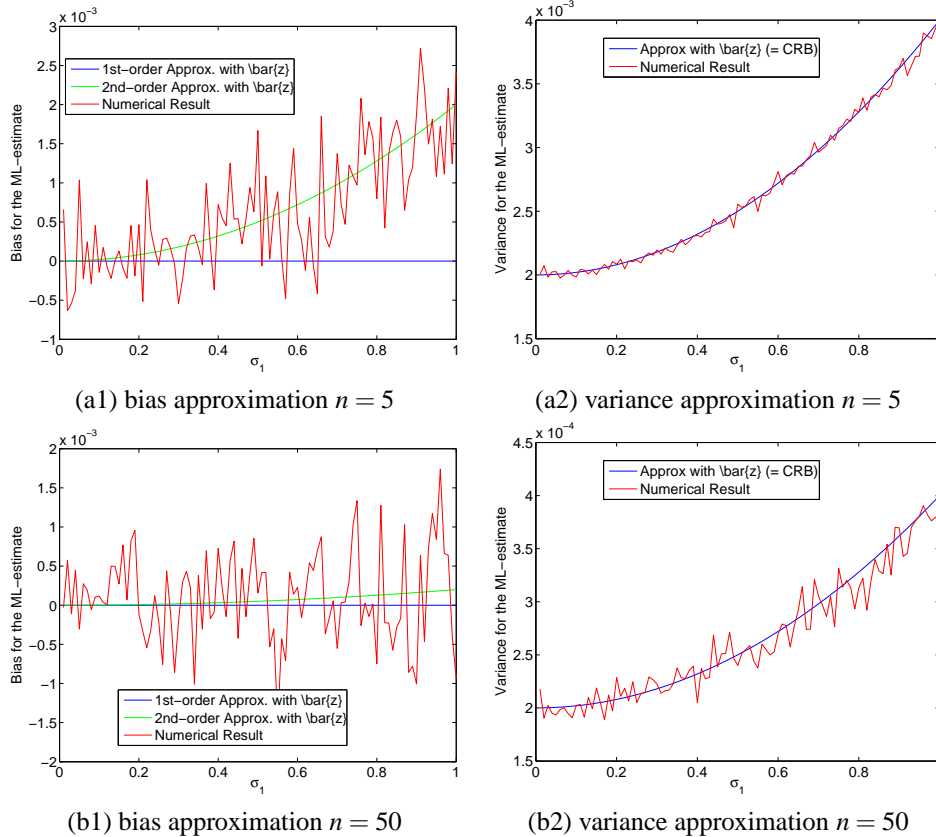 x 10⁻³
3
2.5
2
1.5
1
0.5
0
−0.5
−1
Bias for the ML−estimate
1st−order Approx. with \bar{z}
2nd−order Approx. with \bar{z}
Numerical Result
0
0.2
0.4
0.6
0.8
1
σ₁
(a1) bias approximation n = 5
x 10⁻³
4
3.5
3
2.5
2
1.5
Variance for the ML−estimate
Approx with \bar{z} (= CRB)
Numerical Result
0
0.2
0.4
0.6
0.8
σ₁
(a2) variance approximation n = 5
x 10⁻³
2
1.5
1
0.5
0
−0.5
−1
−1.5
−2
Bias for the ML−estimate
1st−order Approx. with \bar{z}
2nd−order Approx. with \bar{z}
Numerical Result
0
0.2
0.4
0.6
0.8
1
σ₁
(b1) bias approximation n = 50
x 10⁻⁴
4.5
4
3.5
3
2.5
2
1.5
Variance for the ML−estimate
Approx with \bar{z} (= CRB)
Numerical Result
0
0.2
0.4
0.6
0.8
σ₁
(b2) variance approximation n = 50